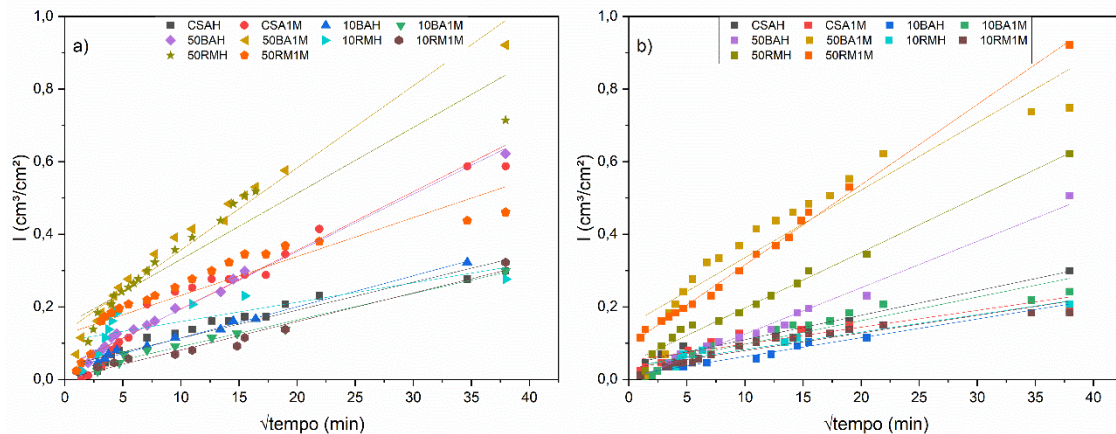 a)
CSAH CSA1M 10BAH 10BA1M
50BAH 50BA1M 10RMH 10RM1M
50RMH 50RM1M
1,0
0,8
0,6
0,4
0,2
0,0
I (cm³/cm²)
0 5 10 15 20 25 30 35 40
√tempo (min)
b)
CSAH CSA1M 10BAH 10BA1M
50BAH 50BA1M 10RMH 10RM1M
50RMH 50RM1M
1,0
0,8
0,6
0,4
0,2
0,0
I (cm³/cm²)
0 5 10 15 20 25 30 35 40
√tempo (min)